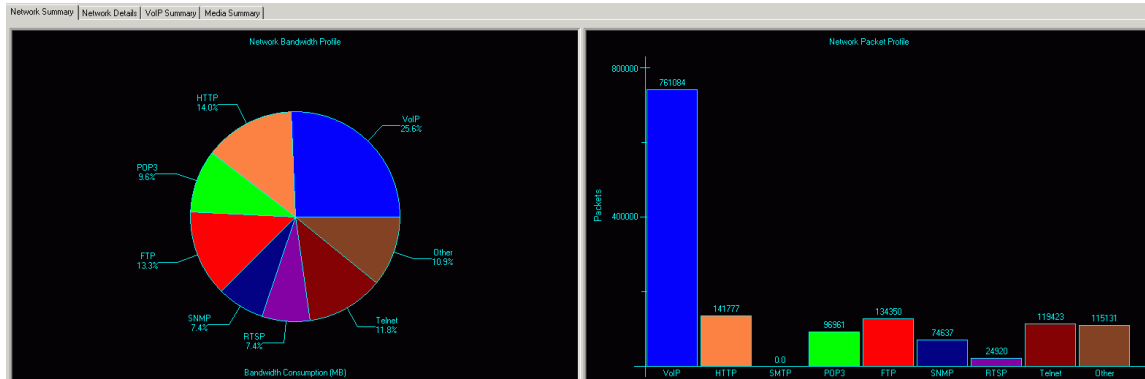 Network Summary
Network Details
VoIP Summary
Media Summary
Network Bandwidth Profile
HTTP
14.0%
VoIP
25.6%
POP3
9.6%
FTP
13.3%
Other
10.9%
SNMP
7.4%
RTSP
7.4%
Telnet
11.8%
Bandwidth Consumption (MB)
Network Packet Profile
800000
400000
Packets
761084
141777
0.0
96961
134350
74637
24920
119423
115131
VoIP
HTTP
SMTP
POP3
FTP
SNMP
RTSP
Telnet
Other